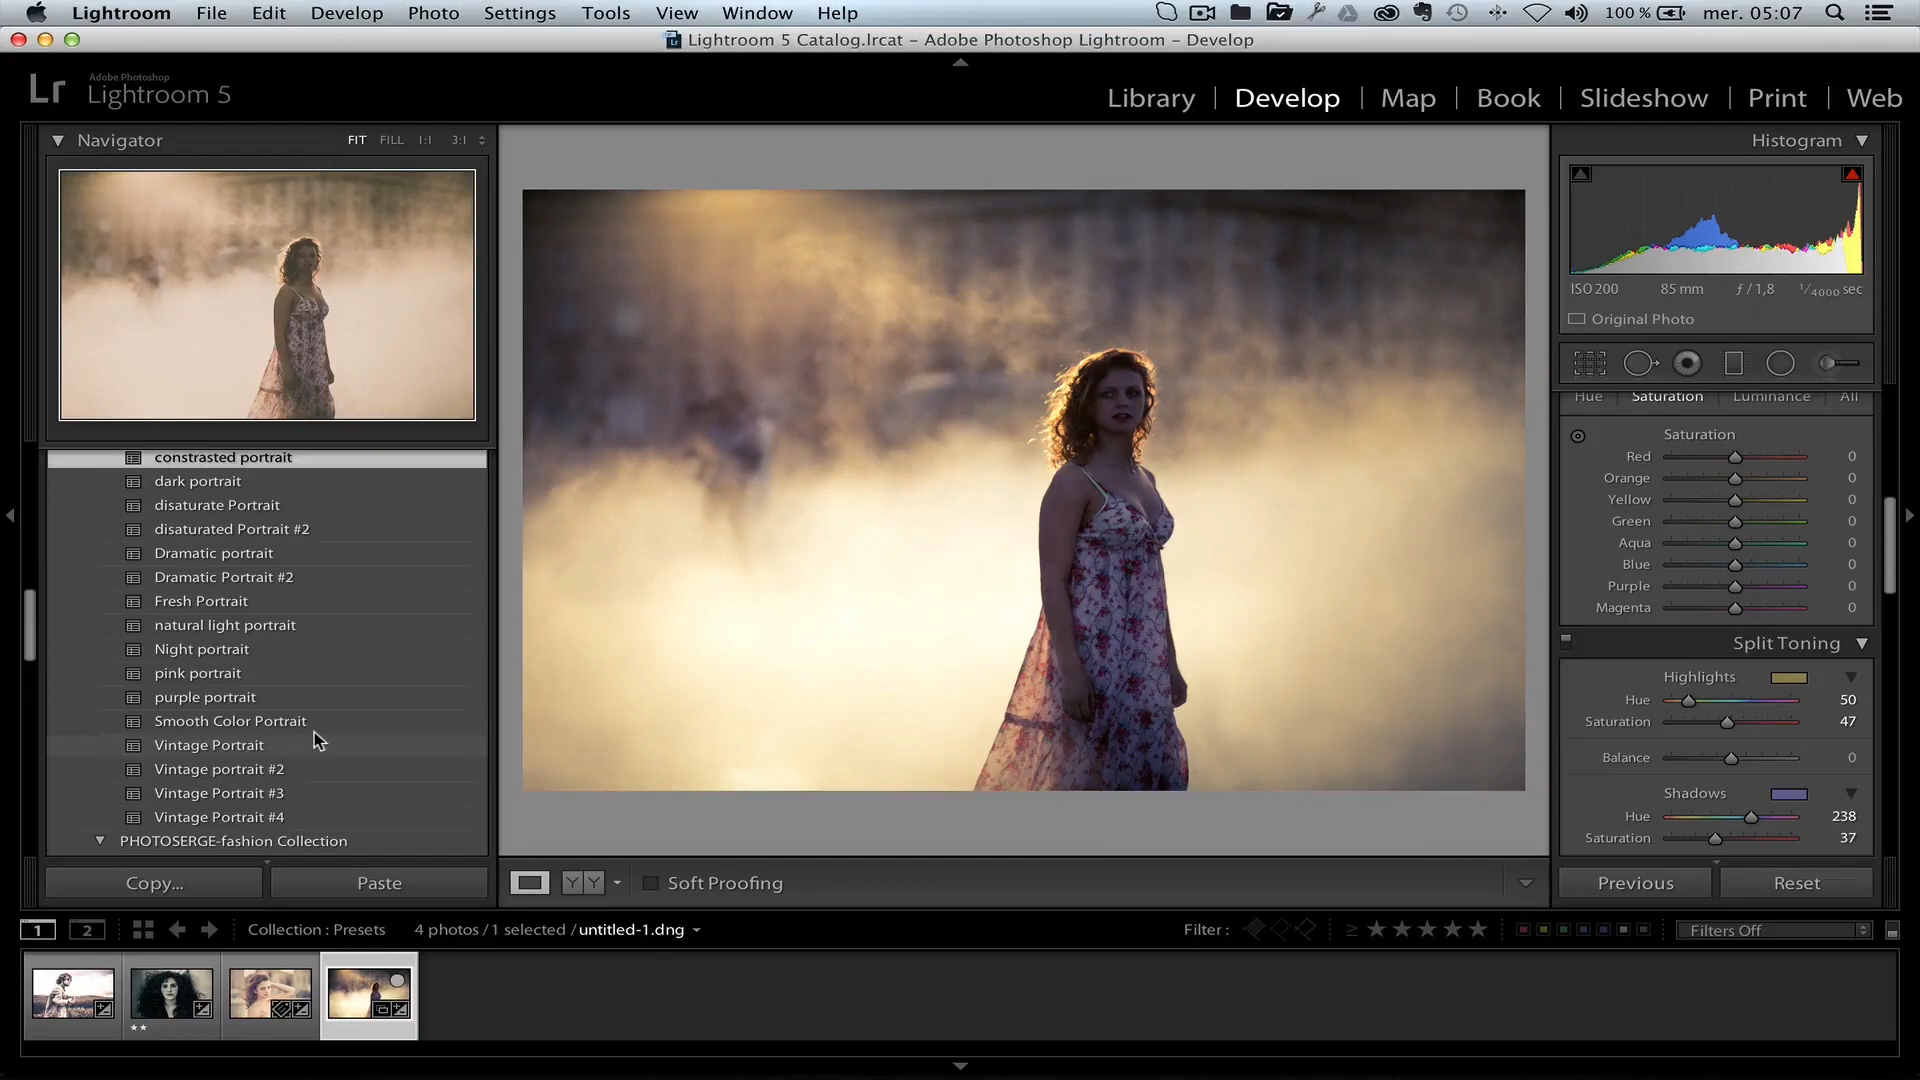 Lightroom File Edit Develop Photo Settings Tools View Window Help 100 % mer. 05:07
Lightroom 5 Catalog.lrcat – Adobe Photoshop Lightroom – Develop
Lr Adobe Photoshop
Lightroom 5
Library | Develop | Map | Book | Slideshow | Print | Web
Navigator FIT FILL 1:1 3:1
constrasted portrait
dark portrait
disaturate Portrait
disaturated Portrait #2
Dramatic portrait
Dramatic Portrait #2
Fresh Portrait
natural light portrait
Night portrait
pink portrait
purple portrait
Smooth Color Portrait
Vintage Portrait
Vintage portrait #2
Vintage Portrait #3
Vintage Portrait #4
PHOTOSERGE-fashion Collection
Copy... Paste
YY Soft Proofing
Histogram
ISO 200 85 mm ƒ / 1,8 1/4000 sec
Original Photo
Hue Saturation Luminance All
Saturation
Red 0
Orange 0
Yellow 0
Green 0
Aqua 0
Blue 0
Purple 0
Magenta 0
Split Toning
Highlights
Hue 50
Saturation 47
Balance 0
Shadows
Hue 238
Saturation 37
Previous Reset
1 2 Collection : Presets 4 photos / 1 selected / untitled-1.dng Filter : ≥ ★★★★★ Filters Off
★★